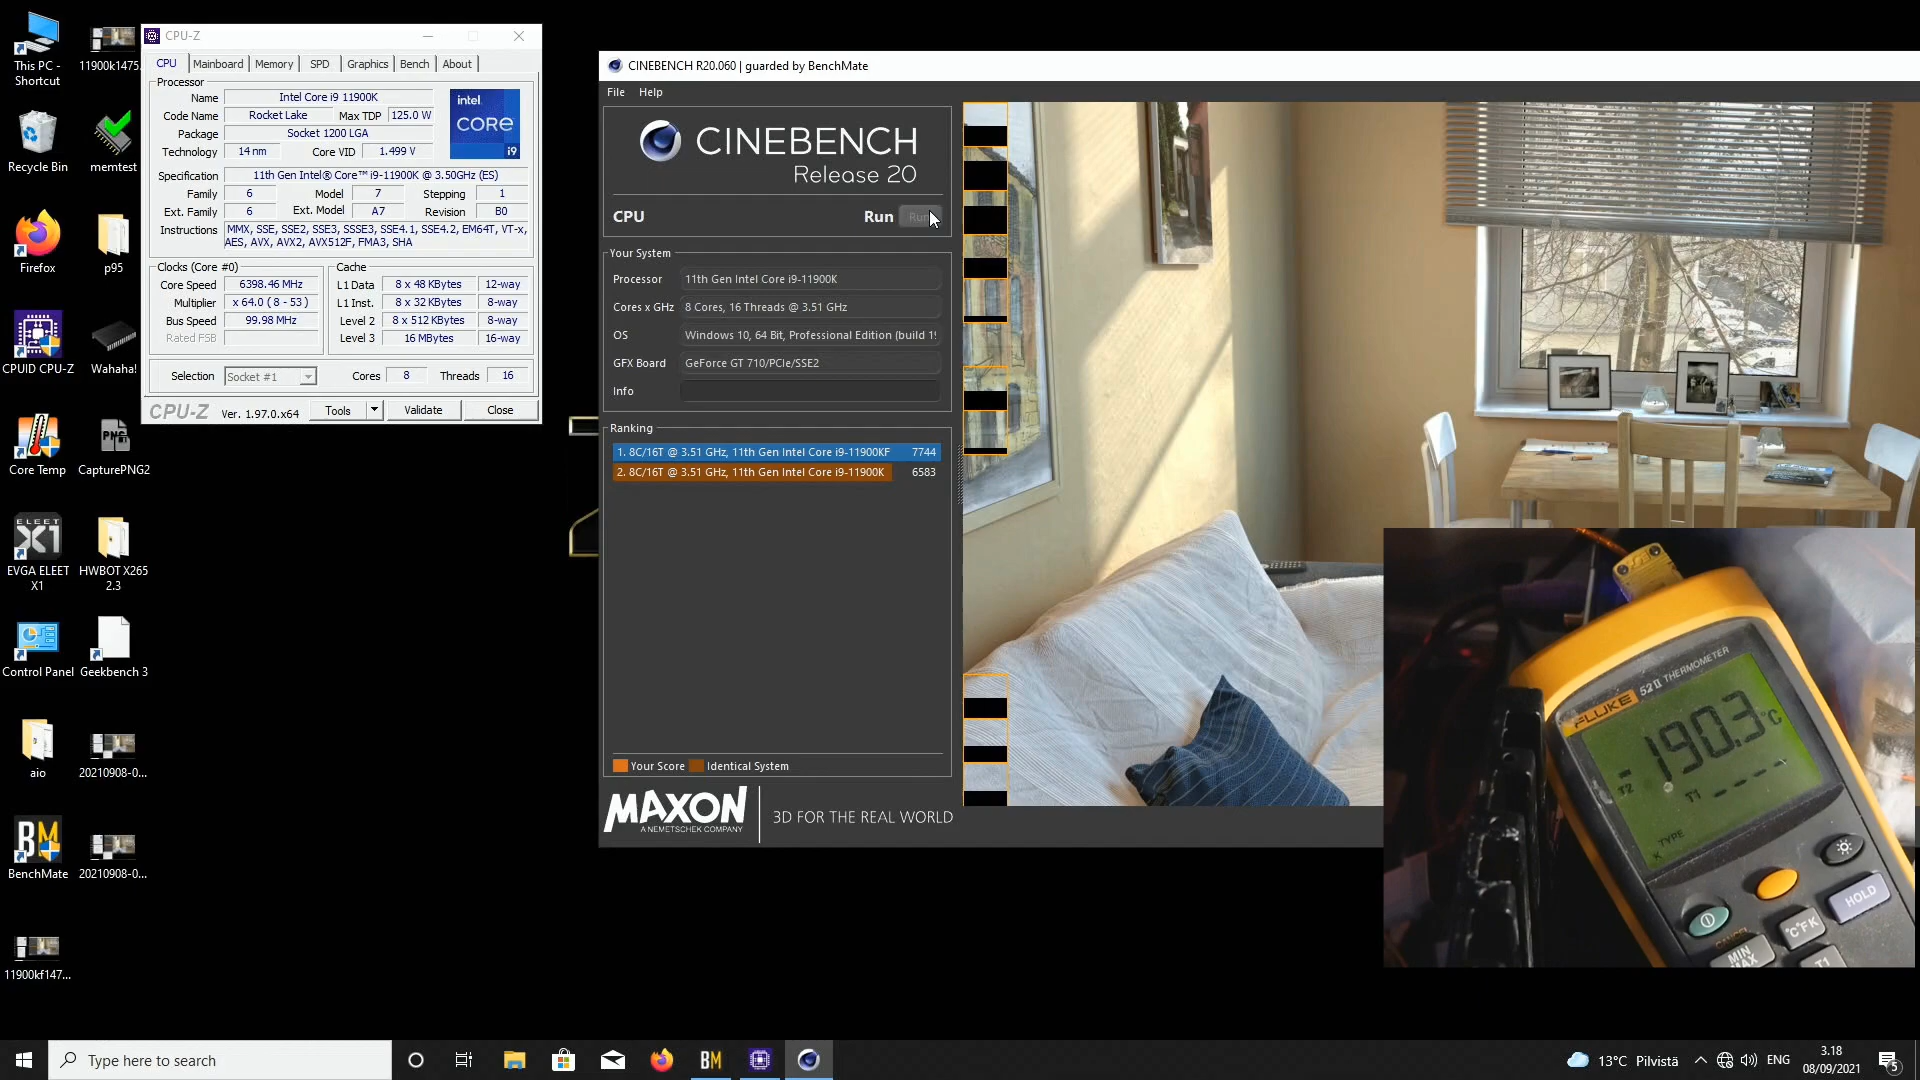 This PC -
Shortcut
11900k1475...
Recycle Bin
memtest
Firefox
p95
CPUID CPU-Z
Wahaha!
Core Temp
CapturePNG2
ELEET
X1
EVGA ELEET
X1
HWBOT X265
2.3
Control Panel
Geekbench 3
aio
20210908-0...
BM
BenchMate
20210908-0...
11900kf147...
CPU-Z
CPU
Mainboard
Memory
SPD
Graphics
Bench
About
Processor
Name
Intel Core i9 11900K
Code Name
Rocket Lake
Max TDP
125.0 W
Package
Socket 1200 LGA
Technology
14 nm
Core VID
1.499 V
intel
CORE
i9
Specification
11th Gen Intel® Core™ i9-11900K @ 3.50GHz (ES)
Family
6
Model
7
Stepping
1
Ext. Family
6
Ext. Model
A7
Revision
B0
Instructions
MMX, SSE, SSE2, SSE3, SSSE3, SSE4.1, SSE4.2, EM64T, VT-x,
AES, AVX, AVX2, AVX512F, FMA3, SHA
Clocks (Core #0)
Core Speed
6398.46 MHz
Multiplier
x 64.0 ( 8 - 53 )
Bus Speed
99.98 MHz
Rated FSB
Cache
L1 Data
8 x 48 KBytes
12-way
L1 Inst.
8 x 32 KBytes
8-way
Level 2
8 x 512 KBytes
8-way
Level 3
16 MBytes
16-way
Selection
Socket #1
Cores
8
Threads
16
CPU-Z
Ver. 1.97.0.x64
Tools
Validate
Close
CINEBENCH R20.060 | guarded by BenchMate
File
Help
CINEBENCH
Release 20
CPU
Run
Run
Your System
Processor
11th Gen Intel Core i9-11900K
Cores x GHz
8 Cores, 16 Threads @ 3.51 GHz
OS
Windows 10, 64 Bit, Professional Edition (build 19
GFX Board
GeForce GT 710/PCIe/SSE2
Info
Ranking
1. 8C/16T @ 3.51 GHz, 11th Gen Intel Core i9-11900KF
7744
2. 8C/16T @ 3.51 GHz, 11th Gen Intel Core i9-11900K
6583
Your Score
Identical System
MAXON
A NEMETSCHEK COMPANY
3D FOR THE REAL WORLD
FLUKE
52 II THERMOMETER
-190.3 °C
T2
T1 ----
TYPE
K
HOLD
°C°FK
CANCEL
MIN
MAX
T1
Type here to search
BM
13°C Pilvistä
ENG
3.18
08/09/2021
5